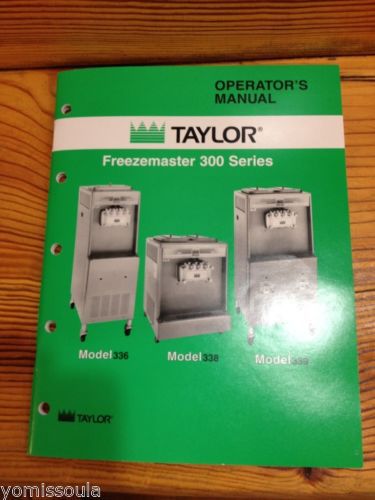 OPERATOR'S
MANUAL
TAYLOR®
Freezemaster 300 Series
Model 336
Model 338
Model
TAYLOR®
yomissoula